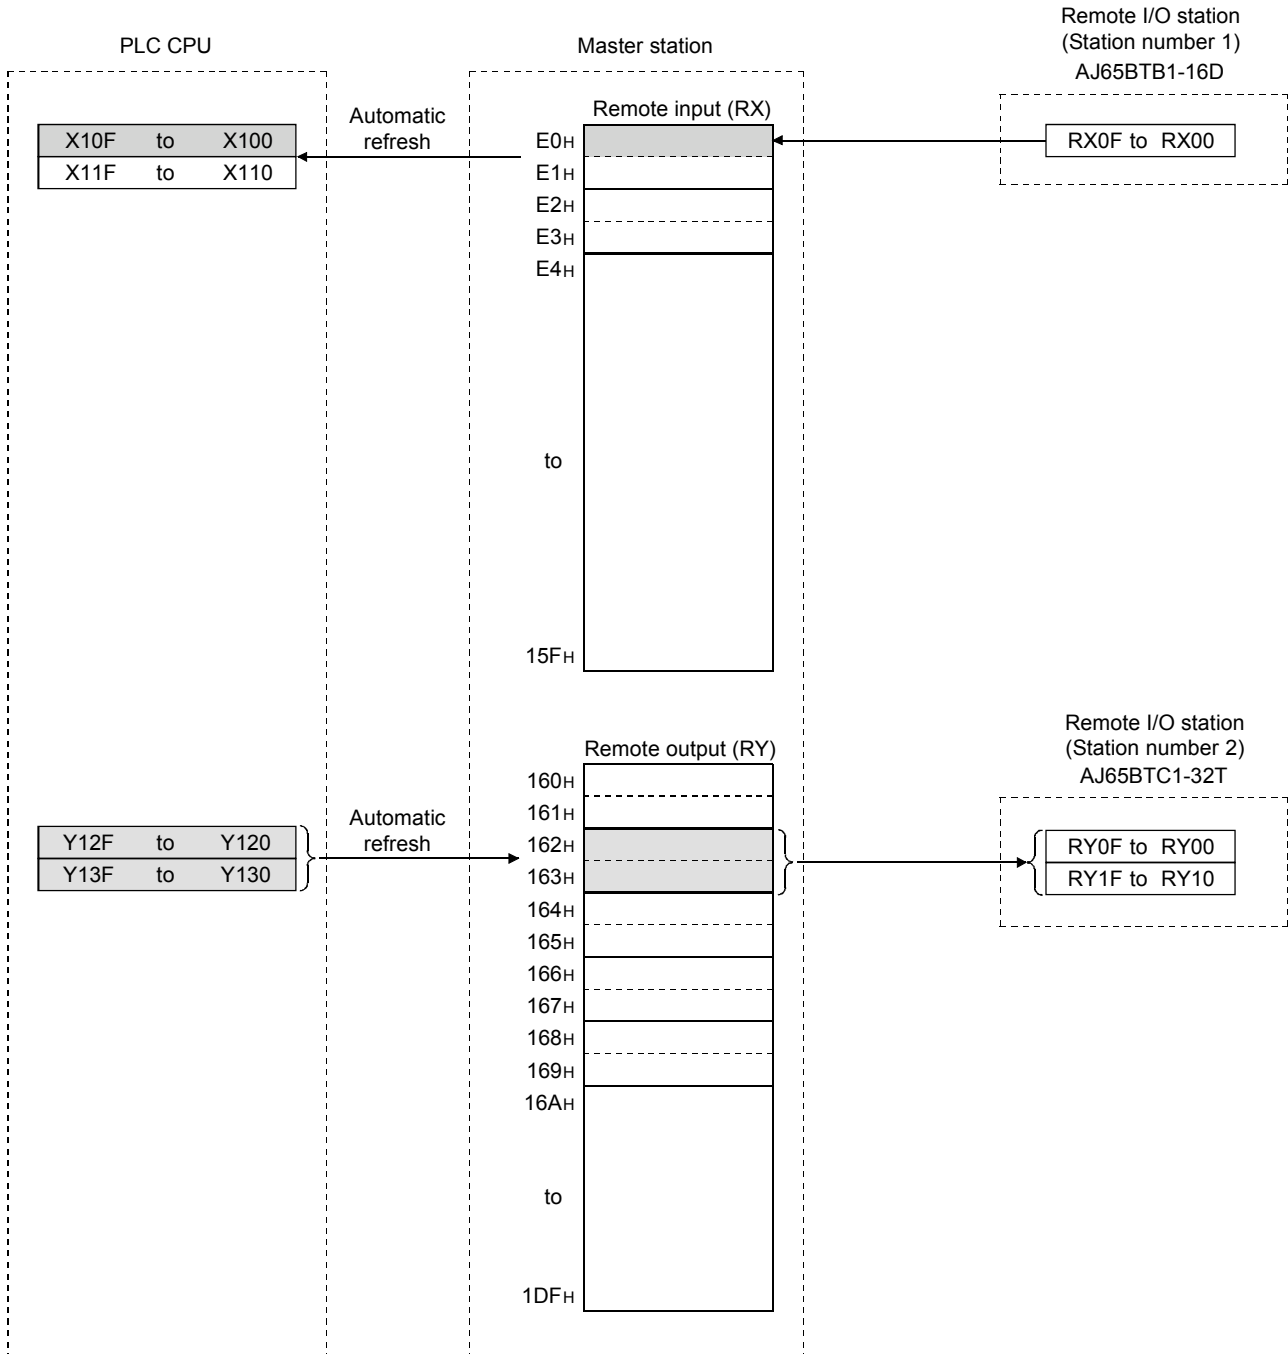 Remote I/O station
(Station number 1)
AJ65BTB1-16D
PLC CPU
Master station
Automatic
refresh
Remote input (RX)
X10F to X100
X11F to X110
E0H
E1H
E2H
E3H
E4H
to
15FH
RX0F to RX00
Remote I/O station
(Station number 2)
AJ65BTC1-32T
Remote output (RY)
Automatic
refresh
Y12F to Y120
Y13F to Y130
160H
161H
162H
163H
164H
165H
166H
167H
168H
169H
16AH
to
1DFH
RY0F to RY00
RY1F to RY10